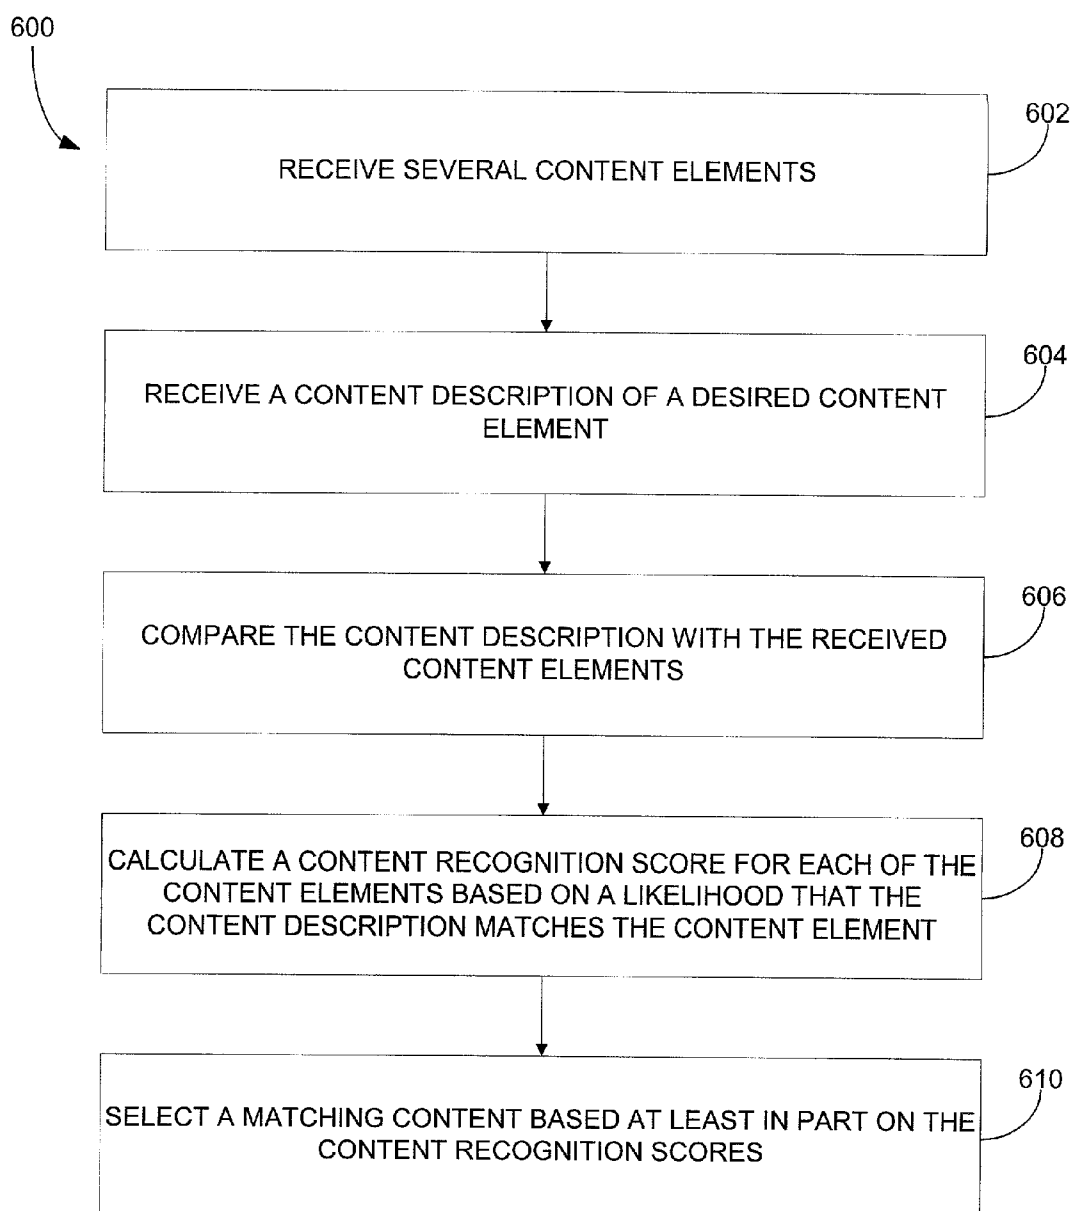 600
602
RECEIVE SEVERAL CONTENT ELEMENTS
604
RECEIVE A CONTENT DESCRIPTION OF A DESIRED CONTENT
ELEMENT
606
COMPARE THE CONTENT DESCRIPTION WITH THE RECEIVED
CONTENT ELEMENTS
608
CALCULATE A CONTENT RECOGNITION SCORE FOR EACH OF THE
CONTENT ELEMENTS BASED ON A LIKELIHOOD THAT THE
CONTENT DESCRIPTION MATCHES THE CONTENT ELEMENT
610
SELECT A MATCHING CONTENT BASED AT LEAST IN PART ON THE
CONTENT RECOGNITION SCORES